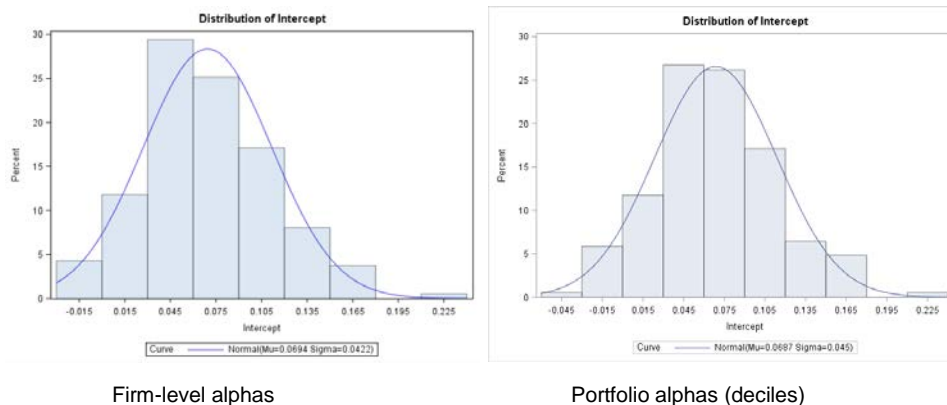 Distribution of Intercept
30
25
20
15
10
5
0
Percent
-0.015 0.015 0.045 0.075 0.105 0.135 0.165 0.195 0.225
Intercept
Curve Normal(Mu=0.0694 Sigma=0.0422)
Firm-level alphas
Distribution of Intercept
30
25
20
15
10
5
0
Percent
-0.045 -0.015 0.015 0.045 0.075 0.105 0.135 0.165 0.195 0.225
Intercept
Curve Normal(Mu=0.0687 Sigma=0.045)
Portfolio alphas (deciles)